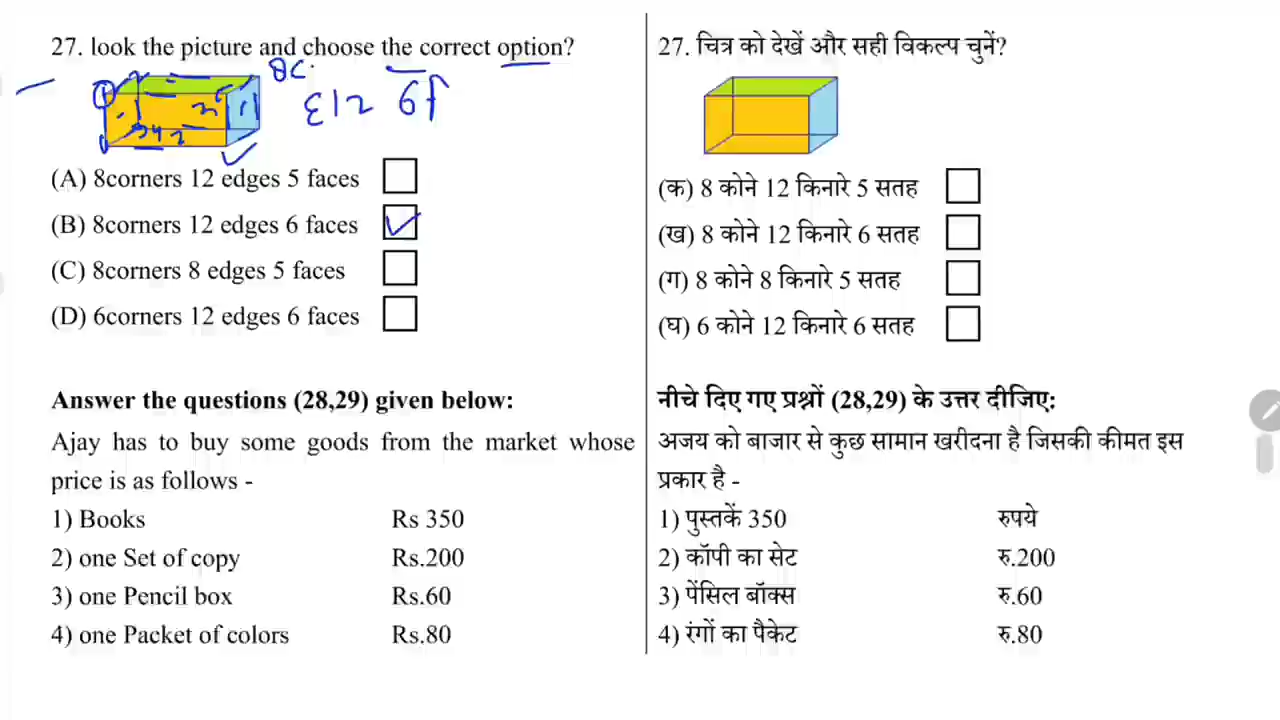 27. look the picture and choose the correct option?
8C.
E12 6f
(A) 8corners 12 edges 5 faces
(B) 8corners 12 edges 6 faces
(C) 8corners 8 edges 5 faces
(D) 6corners 12 edges 6 faces
Answer the questions (28,29) given below:
Ajay has to buy some goods from the market whose
price is as follows -
1) Books Rs 350
2) one Set of copy Rs.200
3) one Pencil box Rs.60
4) one Packet of colors Rs.80
27. चित्र को देखें और सही विकल्प चुनें?
(क) 8 कोने 12 किनारे 5 सतह
(ख) 8 कोने 12 किनारे 6 सतह
(ग) 8 कोने 8 किनारे 5 सतह
(घ) 6 कोने 12 किनारे 6 सतह
नीचे दिए गए प्रश्नों (28,29) के उत्तर दीजिए:
अजय को बाजार से कुछ सामान खरीदना है जिसकी कीमत इस
प्रकार है -
1) पुस्तकें 350 रुपये
2) कॉपी का सेट रु.200
3) पेंसिल बॉक्स रु.60
4) रंगों का पैकेट रु.80